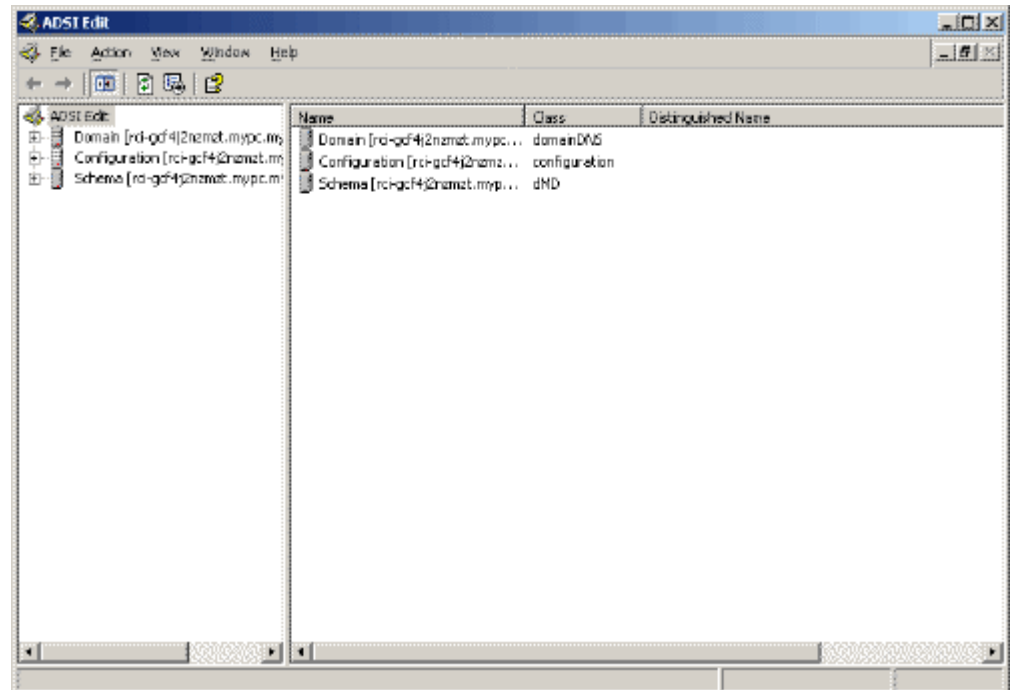 ADSI Edit
File Action View Window Help
ADSI Edit
Domain [rci-gcf4j2nzmzt.mypc.my
Configuration [rci-gcf4j2nzmzt.my
Schema [rci-gcf4j2nzmzt.mypc.m
Name Class Distinguished Name
Domain [rci-gcf4j2nzmzt.mypc... domainDNS
Configuration [rci-gcf4j2nzmz... configuration
Schema [rci-gcf4j2nzmzt.myp... dMD